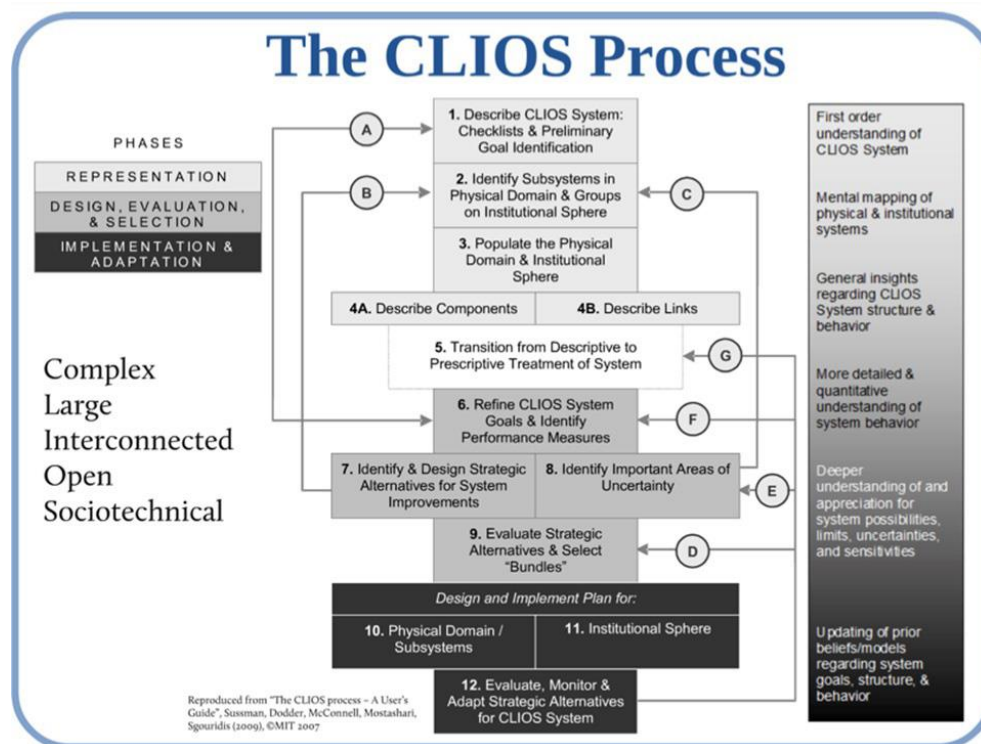 The CLIOS Process
PHASES
REPRESENTATION
DESIGN, EVALUATION,
& SELECTION
IMPLEMENTATION &
ADAPTATION
Complex
Large
Interconnected
Open
Sociotechnical
A
B
C
1. Describe CLIOS System:
Checklists & Preliminary
Goal Identification
2. Identify Subsystems in
Physical Domain & Groups
on Institutional Sphere
3. Populate the Physical
Domain & Institutional
Sphere
4A. Describe Components
4B. Describe Links
5. Transition from Descriptive to
Prescriptive Treatment of System
G
6. Refine CLIOS System
Goals & Identify
Performance Measures
F
7. Identify & Design Strategic
Alternatives for System
Improvements
8. Identify Important Areas of
Uncertainty
E
9. Evaluate Strategic
Alternatives & Select
"Bundles"
D
Design and Implement Plan for:
10. Physical Domain /
Subsystems
11. Institutional Sphere
12. Evaluate, Monitor &
Adapt Strategic Alternatives
for CLIOS System
First order
understanding of
CLIOS System
Mental mapping of
physical & institutional
systems
General insights
regarding CLIOS
System structure &
behavior
More detailed &
quantitative
understanding of
system behavior
Deeper
understanding of and
appreciation for
system possibilities,
limits, uncertainties,
and sensitivities
Updating of prior
beliefs/models
regarding system
goals, structure, &
behavior
Reproduced from "The CLIOS process – A User's
Guide", Sussman, Dodder, McConnell, Mostashari,
Sgouridis (2009), ©MIT 2007